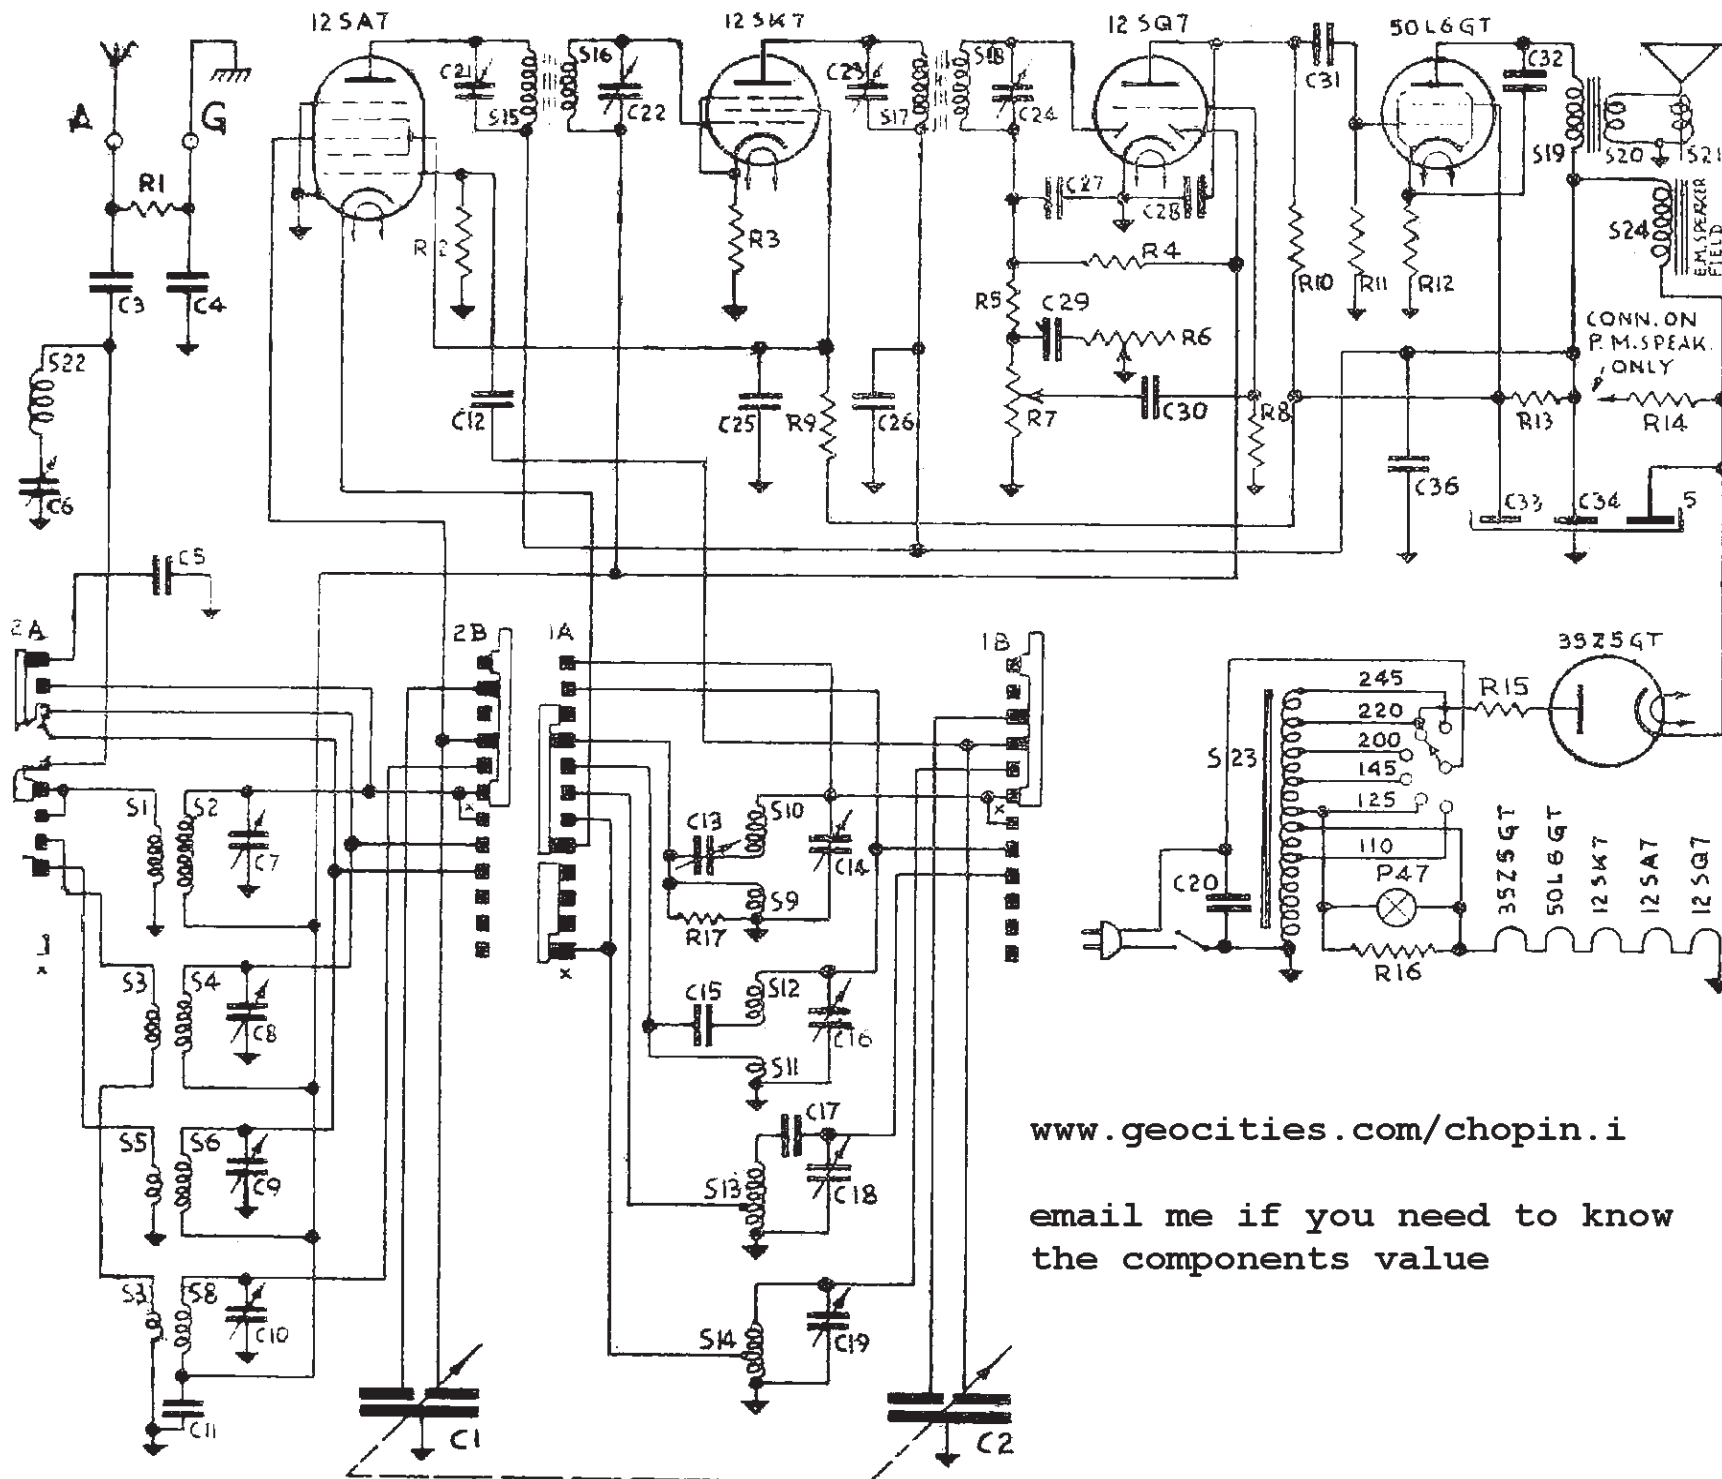 12SA7
12SK7
12SQ7
50L6GT
A
G
R1
C3
C4
S22
C6
C5
R2
C12
C21
S15
S16
C22
R3
C25
R9
C23
S17
S18
C24
C26
C27
C28
R4
R5
C29
R6
R7
C30
R8
C31
R10
R11
R12
C32
S19
S20
S21
S24
E.M.SPEAKER
FIELD
CONN. ON
P.M.SPEAK.
ONLY
R13
R14
C36
C33
C34
5
2A
2B
1A
1B
S1
S2
C7
S3
S4
C8
S5
S6
C9
S3
S8
C10
C11
x
x
x
x
C13
S10
C14
S9
R17
C15
S12
C16
S11
C17
S13
C18
S14
C19
C1
C2
35Z5GT
S23
245
220
200
145
125
110
R15
C20
P47
R16
35Z5GT
50L6GT
12SK7
12SA7
12SQ7
www.geocities.com/chopin.i
email me if you need to know
the components value